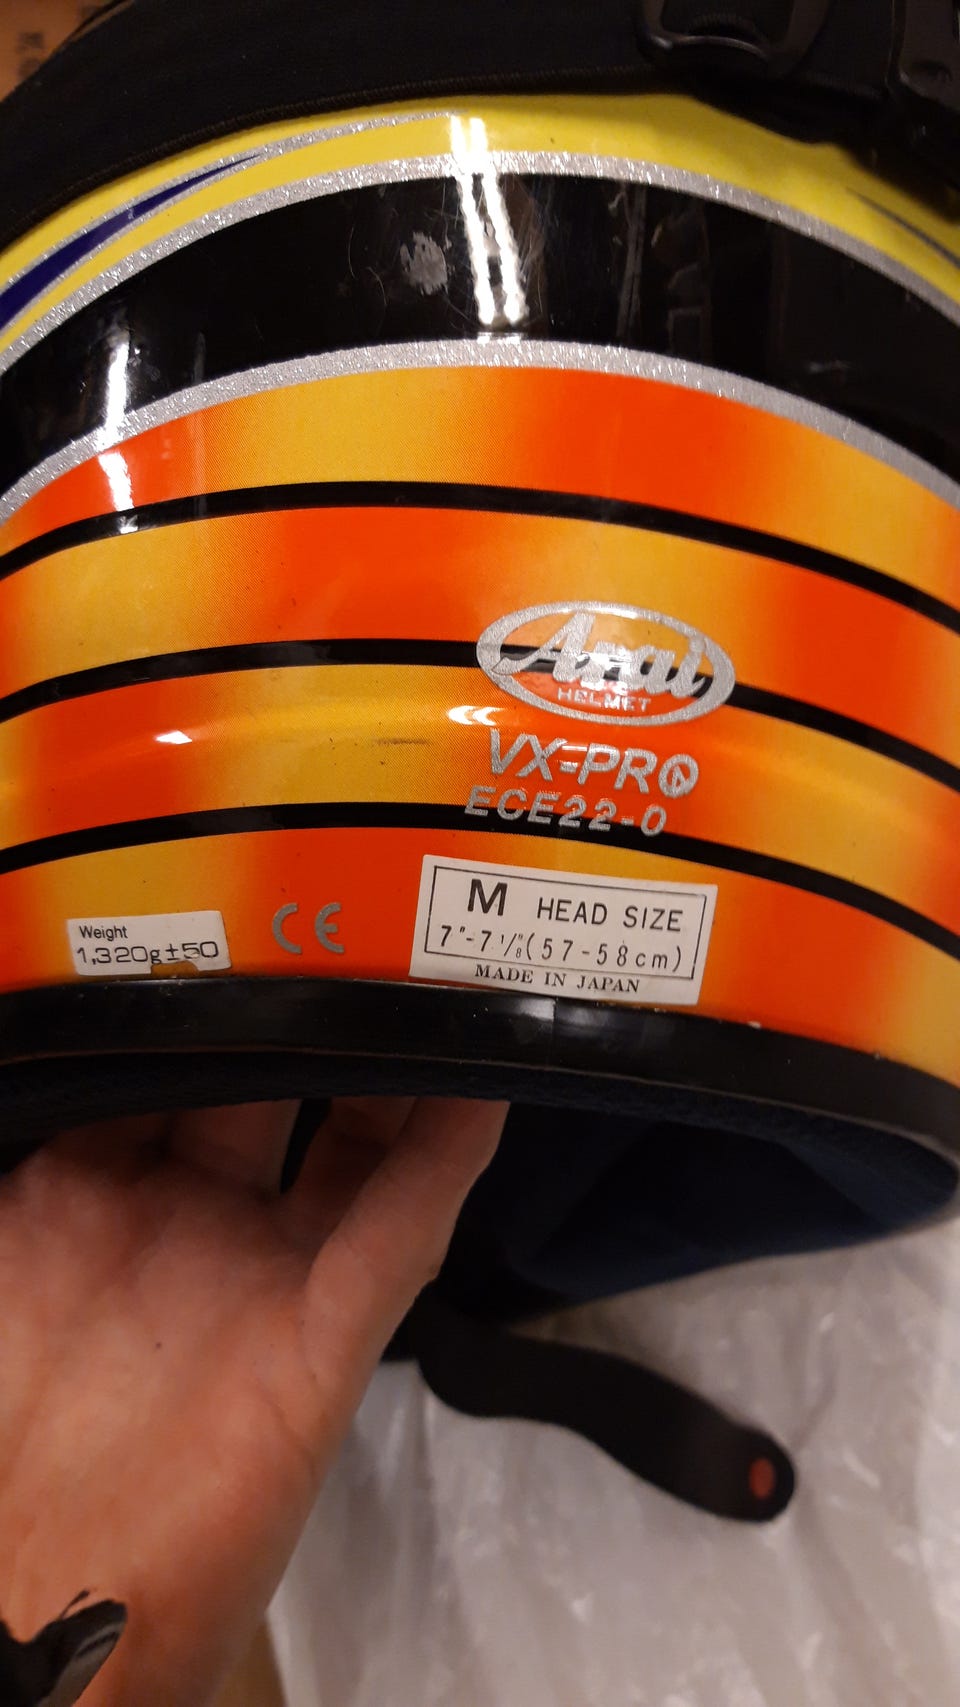 Arai
HELMET
VX-PRO
ECE22-0
Weight
1,320g±50
CE
M HEAD SIZE
7"-7 1/8"(57-58cm)
MADE IN JAPAN